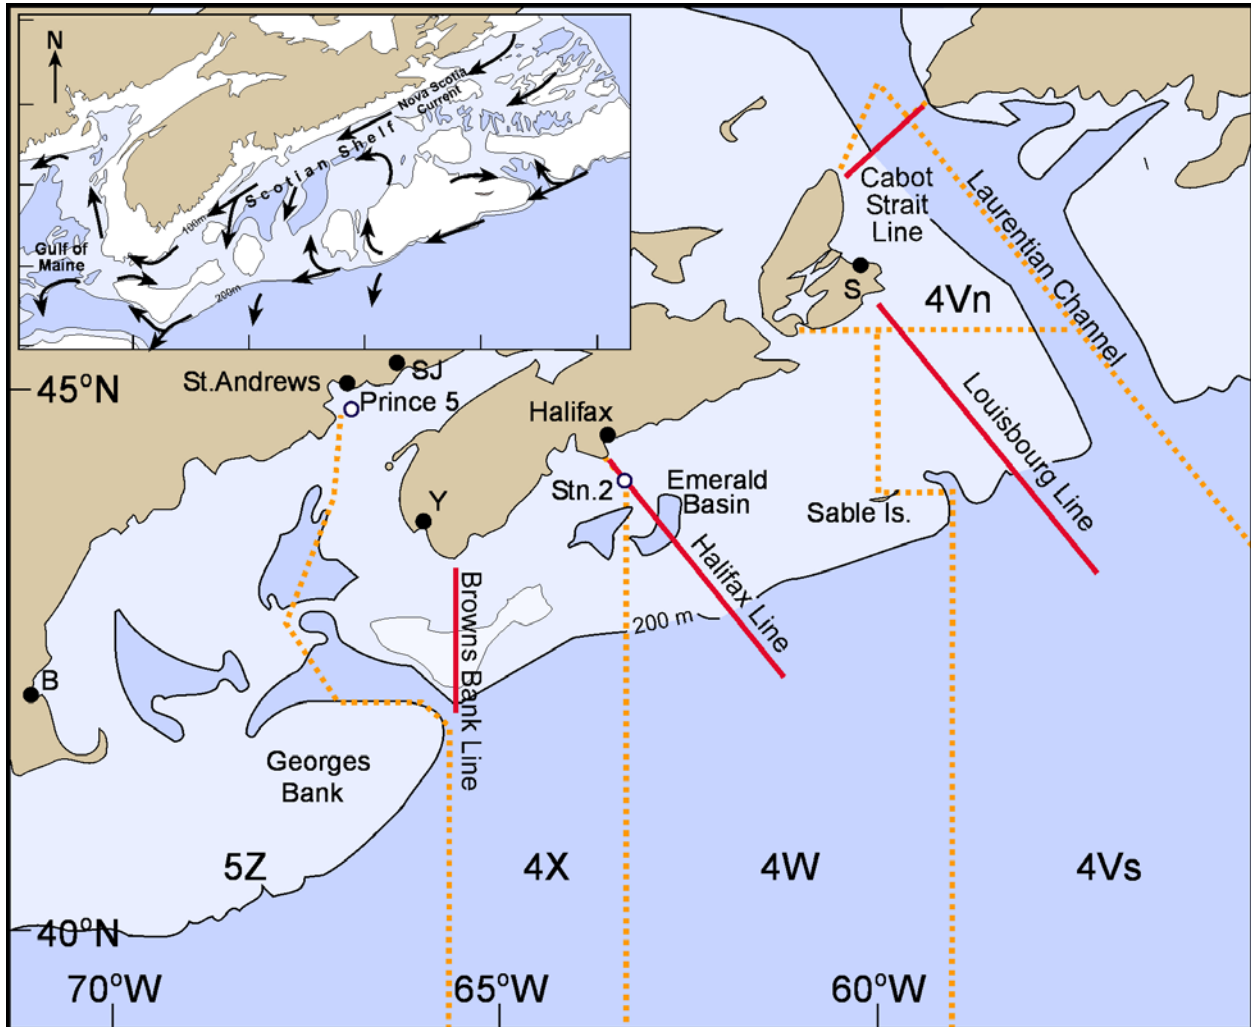 N
Nova Scotia
Current
Scotian Shelf
100m
Gulf of
Maine
200m
Cabot
Strait
Line
Laurentian Channel
S
4Vn
45°N
St.Andrews
SJ
Prince 5
Halifax
Louisbourg Line
Stn.2
Emerald
Basin
Y
Sable Is.
Halifax Line
Browns Bank Line
200 m
B
Georges
Bank
5Z
4X
4W
4Vs
40°N
70°W
65°W
60°W